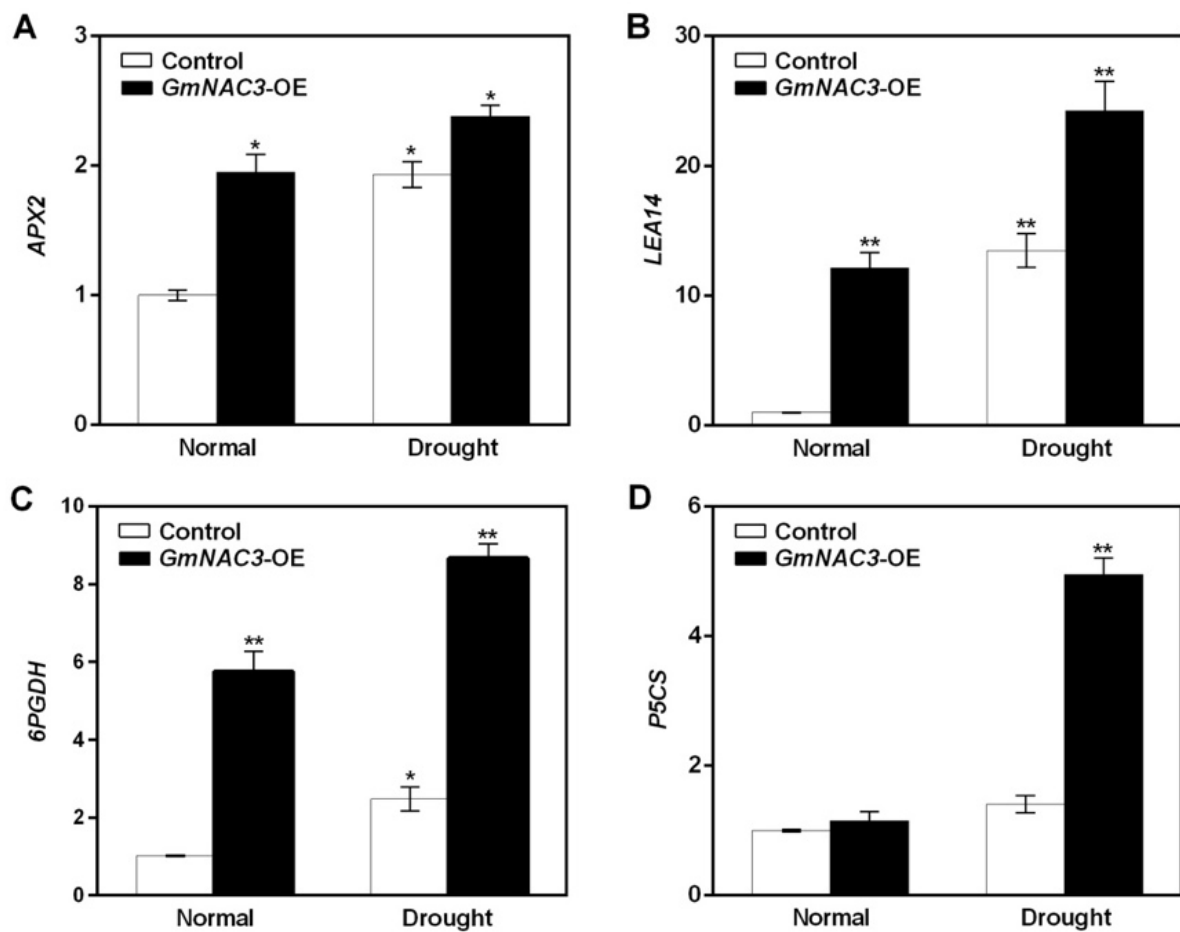 A
3
Control
GmNAC3-OE
*
*
*
2
APX2
1
0
Normal Drought
B
30
Control
GmNAC3-OE
**
20
**
**
LEA14
10
0
Normal Drought
C
10
Control
GmNAC3-OE
**
8
**
6
6PGDH
4
*
2
0
Normal Drought
D
6
Control
GmNAC3-OE
**
4
P5CS
2
0
Normal Drought